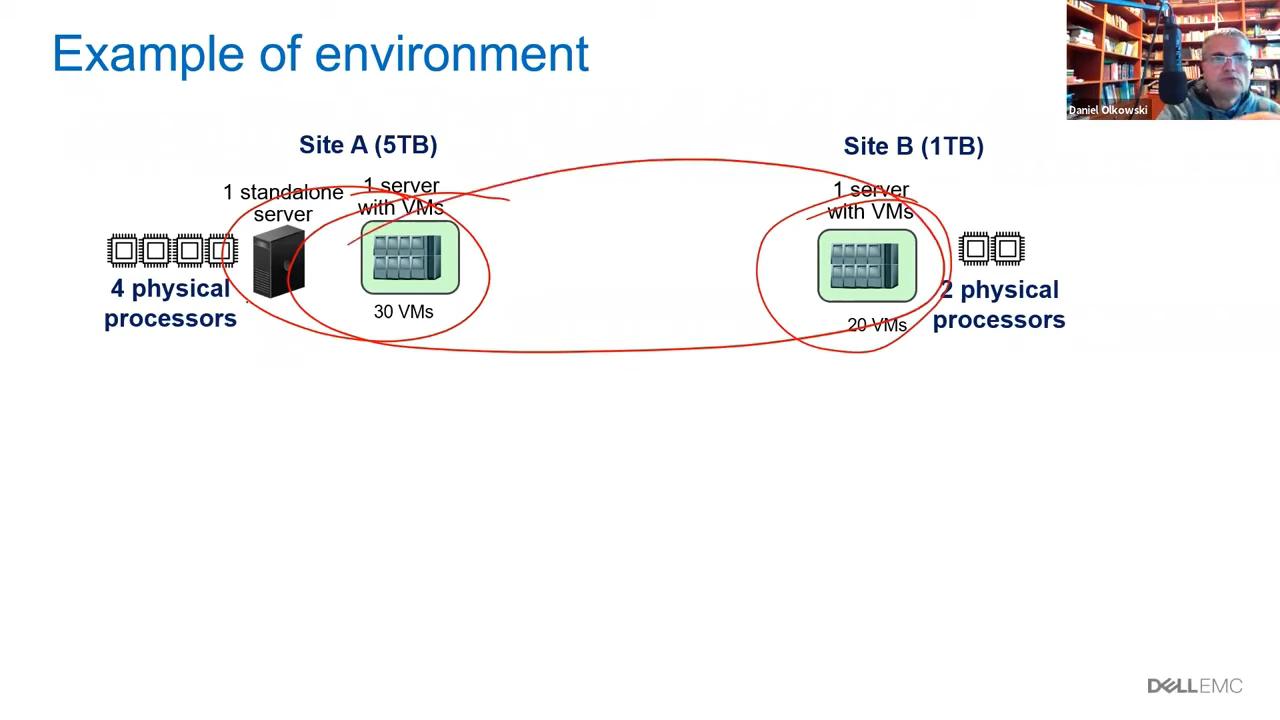 Example of environment
Daniel Olkowski
Site A (5TB)
1 standalone
server
1 server
with VMs
4 physical
processors
30 VMs
Site B (1TB)
1 server
with VMs
20 VMs
2 physical
processors
DELLEMC